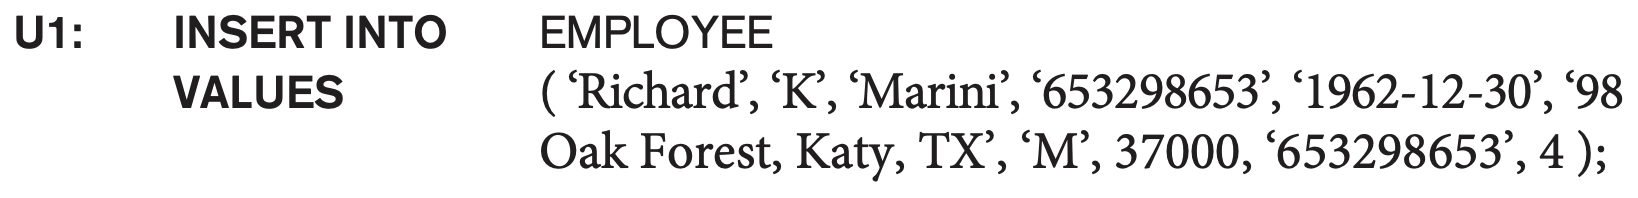 U1: INSERT INTO EMPLOYEE
VALUES ( ‘Richard’, ‘K’, ‘Marini’, ‘653298653’, ‘1962-12-30’, ‘98
Oak Forest, Katy, TX’, ‘M’, 37000, ‘653298653’, 4 );